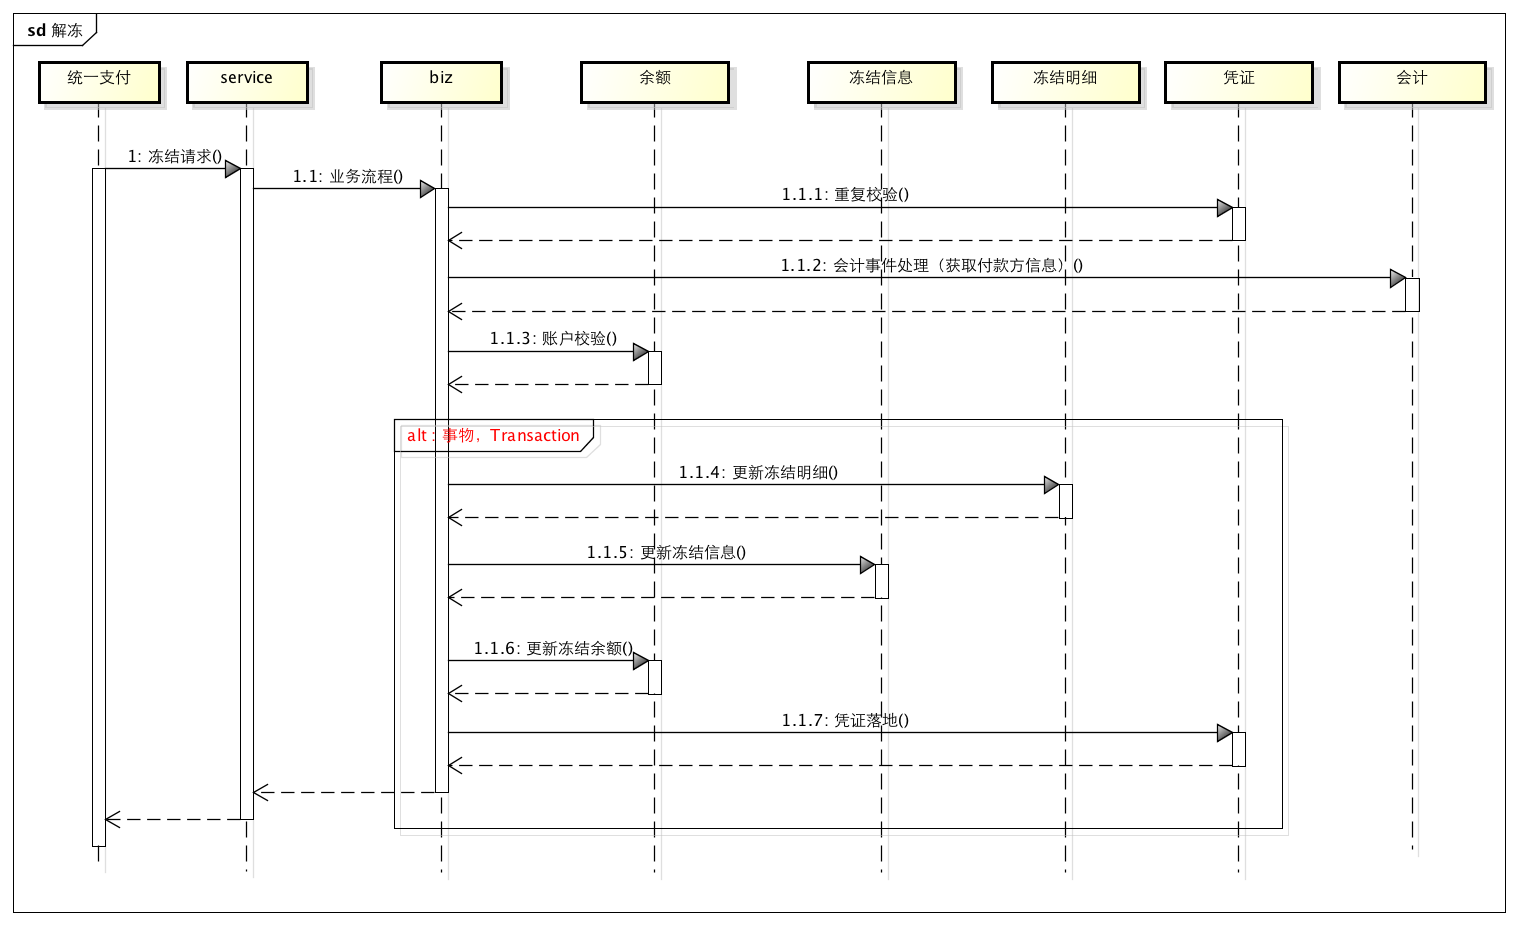 sd 解冻
统一支付
service
biz
余额
冻结信息
冻结明细
凭证
会计
1: 冻结请求()
1.1: 业务流程()
1.1.1: 重复校验()
1.1.2: 会计事件处理（获取付款方信息）()
1.1.3: 账户校验()
alt : 事物，Transaction
1.1.4: 更新冻结明细()
1.1.5: 更新冻结信息()
1.1.6: 更新冻结余额()
1.1.7: 凭证落地()